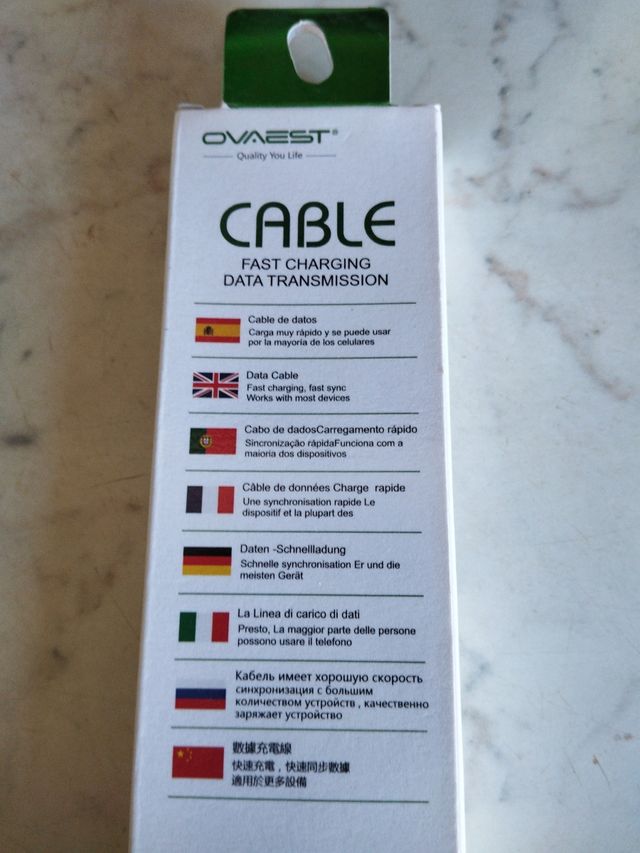 OVAEST®
Quality You Life
CABLE
FAST CHARGING
DATA TRANSMISSION
Cable de datos
Carga muy rápido y se puede usar
por la mayoría de los celulares
Data Cable
Fast charging, fast sync
Works with most devices
Cabo de dadosCarregamento rápido
Sincronização rápidaFunciona com a
maioria dos dispositivos
Câble de données Charge rapide
Une synchronisation rapide Le
dispositif et la plupart des
Daten -Schnellladung
Schnelle synchronisation Er und die
meisten Gerät
La Linea di carico di dati
Presto, La maggior parte delle persone
possono usare il telefono
Кабель имеет хорошую скорость
синхронизация с большим
количеством устройств , качественно
заряжает устройство
數據充電線
快速充電，快速同步數據
適用於更多設備